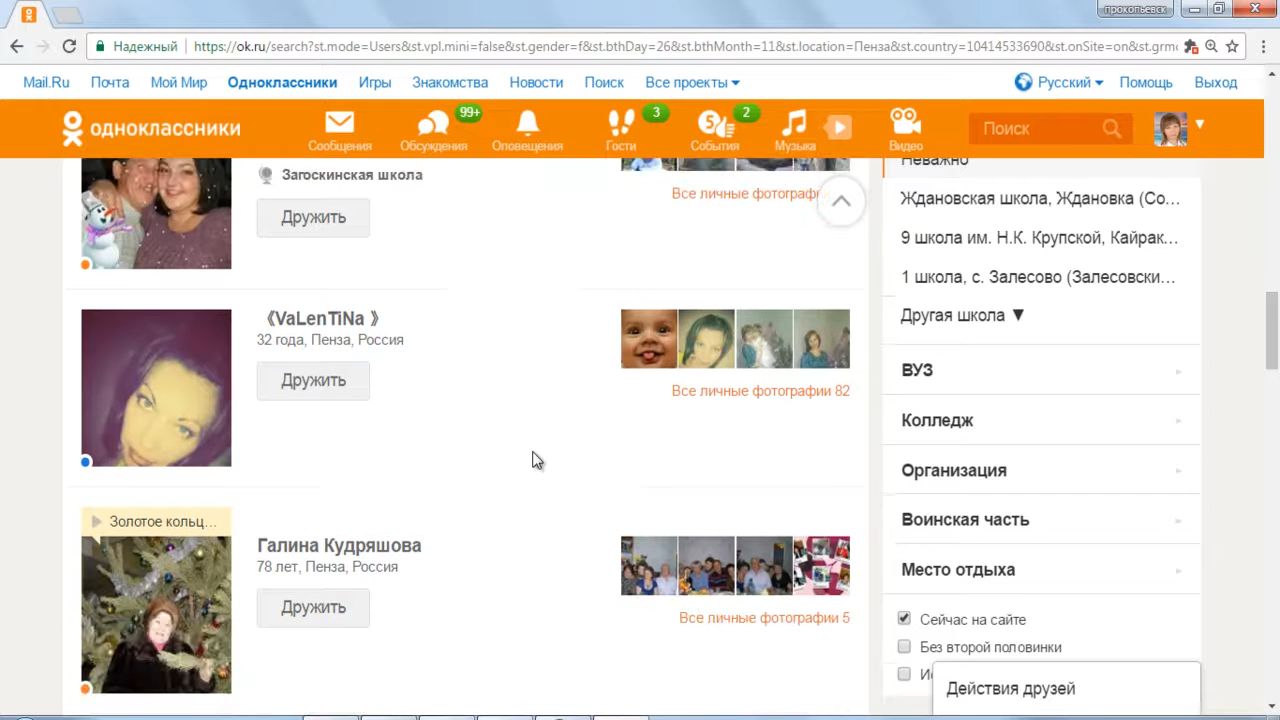 прокопьевск
Надежный https://ok.ru/search?st.mode=Users&st.vpl.mini=false&st.gender=f&st.bthDay=26&st.bthMonth=11&st.location=Пенза&st.country=10414533690&st.onSite=on&st.grmc
Mail.Ru Почта Мой Мир Одноклассники Игры Знакомства Новости Поиск Все проекты Русский Помощь Выход
одноклассники Сообщения Обсуждения 99+ Оповещения Гости 3 События 5 2 Музыка Видео Поиск
Загоскинская школа
Дружить
Все личные фотографи
《VaLenTiNa 》
32 года, Пенза, Россия
Дружить
Все личные фотографии 82
Золотое кольц...
Галина Кудряшова
78 лет, Пенза, Россия
Дружить
Все личные фотографии 5
Неважно
Ждановская школа, Ждановка (Со...
9 школа им. Н.К. Крупской, Кайрак...
1 школа, с. Залесово (Залесовски...
Другая школа ▼
ВУЗ
Колледж
Организация
Воинская часть
Место отдыха
Сейчас на сайте
Без второй половинки
Действия друзей